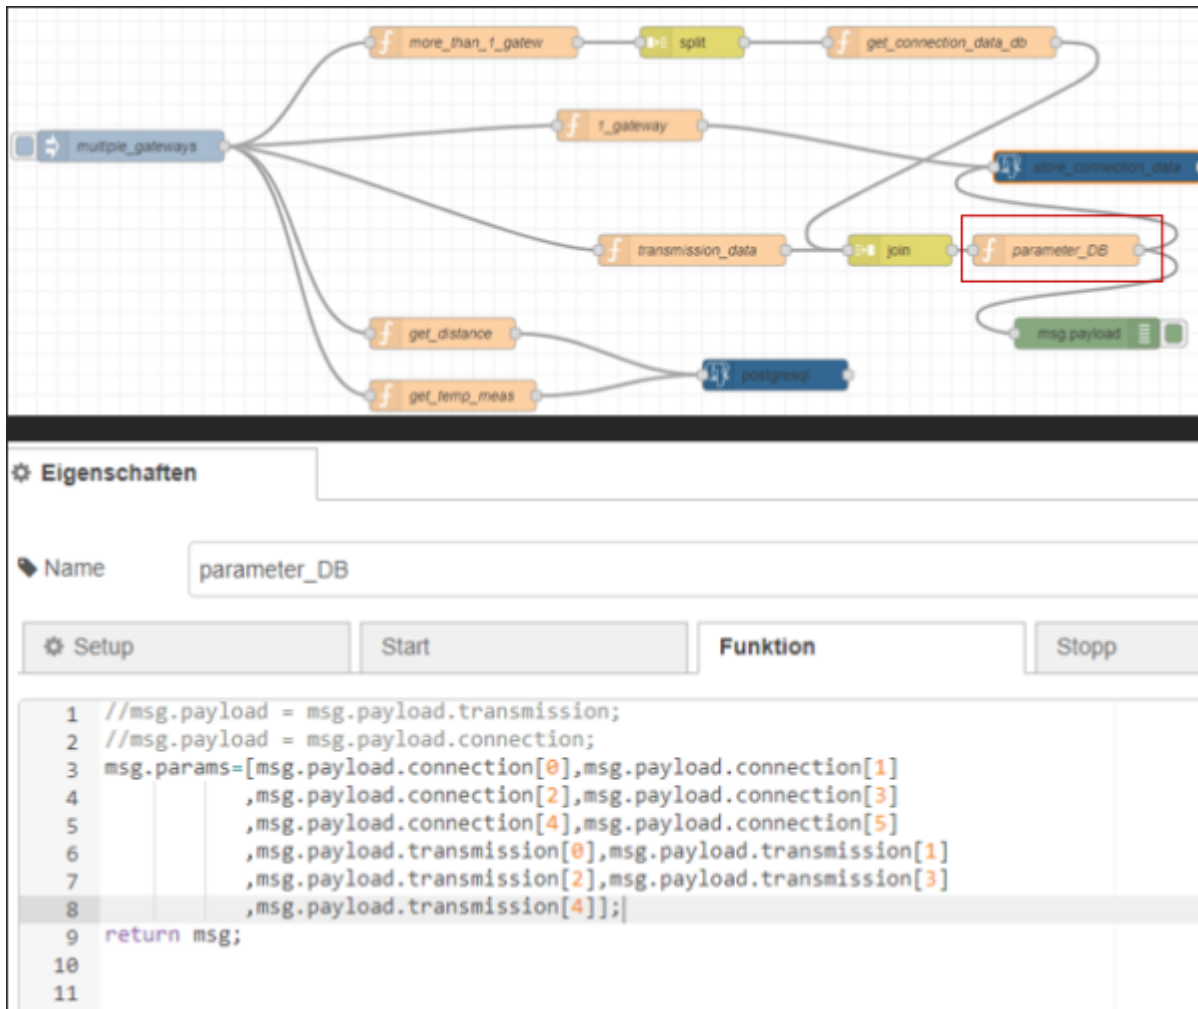 more_than_1_gatew
split
get_connection_data_db
1_gateway
multiple_gateways
store_connection_data
transmission_data
join
parameter_DB
get_distance
msg.payload
postgresql
get_temp_meas
Eigenschaften
Name
parameter_DB
Setup
Start
Funktion
Stopp
1 //msg.payload = msg.payload.transmission;
2 //msg.payload = msg.payload.connection;
3 msg.params=[msg.payload.connection[0],msg.payload.connection[1]
4 ,msg.payload.connection[2],msg.payload.connection[3]
5 ,msg.payload.connection[4],msg.payload.connection[5]
6 ,msg.payload.transmission[0],msg.payload.transmission[1]
7 ,msg.payload.transmission[2],msg.payload.transmission[3]
8 ,msg.payload.transmission[4]];
9 return msg;
10
11